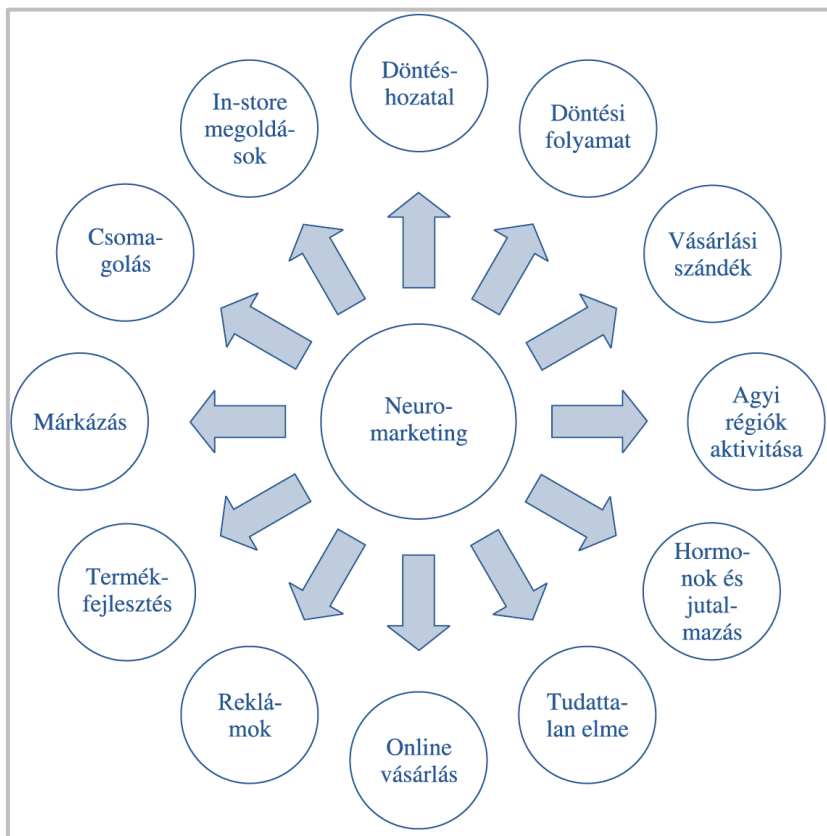 Döntés-
hozatal
Döntési
folyamat
Vásárlási
szándék
Agyi
régiók
aktivitása
Hormo-
nok és
jutal-
mazás
Tudatta-
lan elme
Online
vásárlás
Reklá-
mok
Termék-
fejlesztés
Márkázás
Csoma-
golás
In-store
megoldá-
sok
Neuro-
marketing